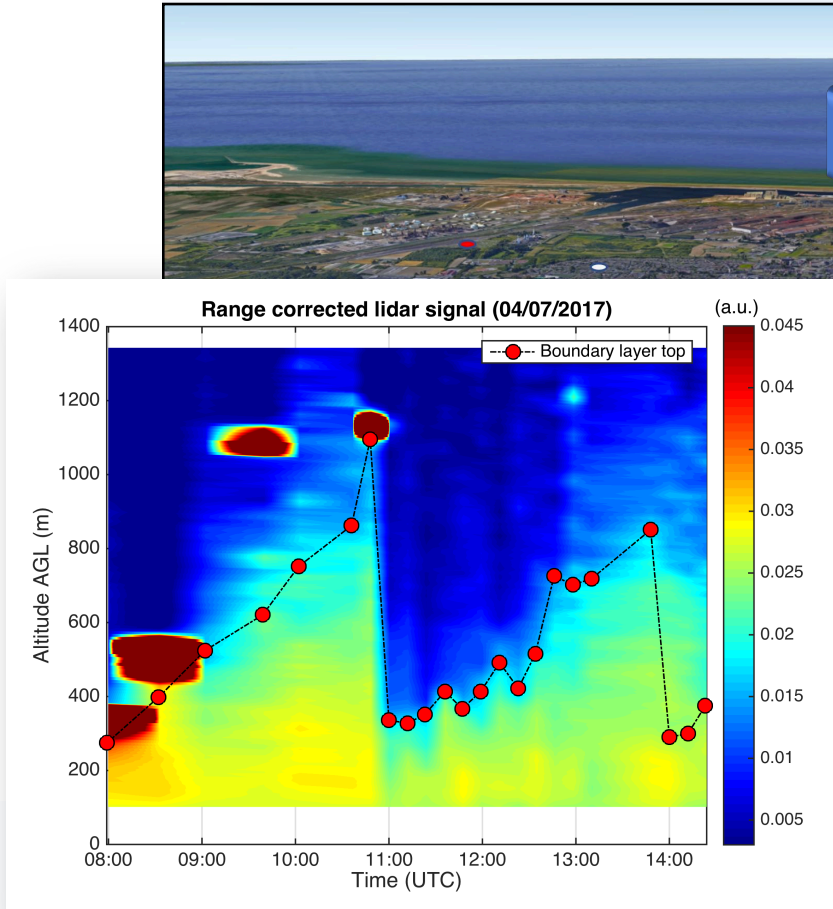 Range corrected lidar signal (04/07/2017)
(a.u.)
Boundary layer top
Altitude AGL (m)
1400
1200
1000
800
600
400
200
0
08:00 09:00 10:00 11:00 12:00 13:00 14:00
Time (UTC)
0.045
0.04
0.035
0.03
0.025
0.02
0.015
0.01
0.005